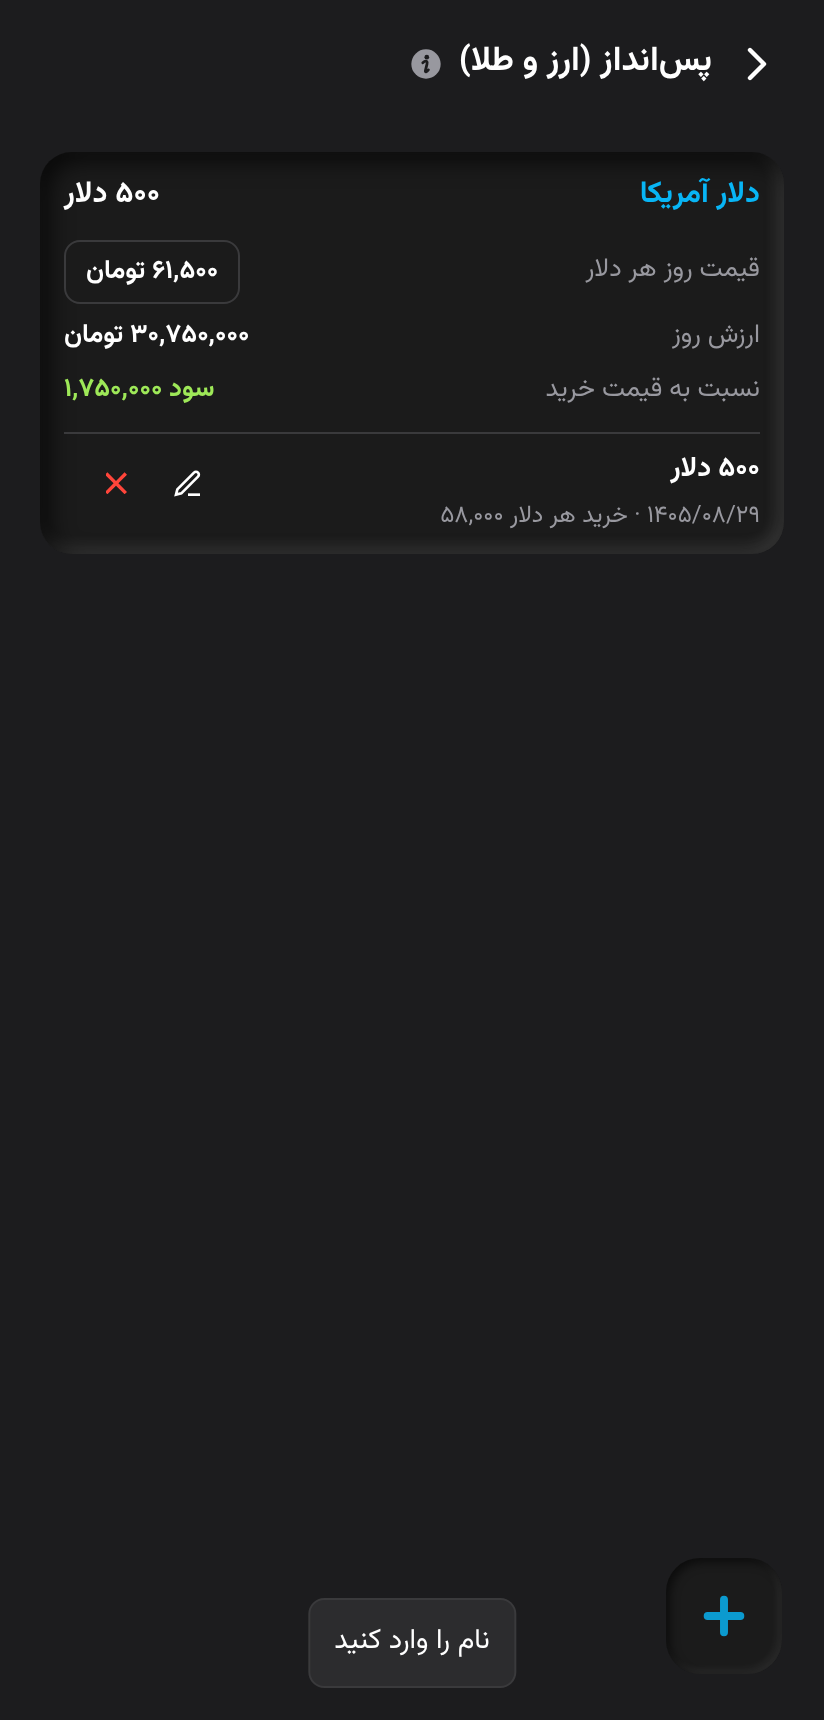 پس‌انداز (ارز و طلا)
دلار آمریکا
۵۰۰ دلار
قیمت روز هر دلار
۶۱,۵۰۰ تومان
ارزش روز
۳۰,۷۵۰,۰۰۰ تومان
نسبت به قیمت خرید
سود ۱,۷۵۰,۰۰۰
۵۰۰ دلار
۱۴۰۵/۰۸/۲۹ · خرید هر دلار ۵۸,۰۰۰
نام را وارد کنید